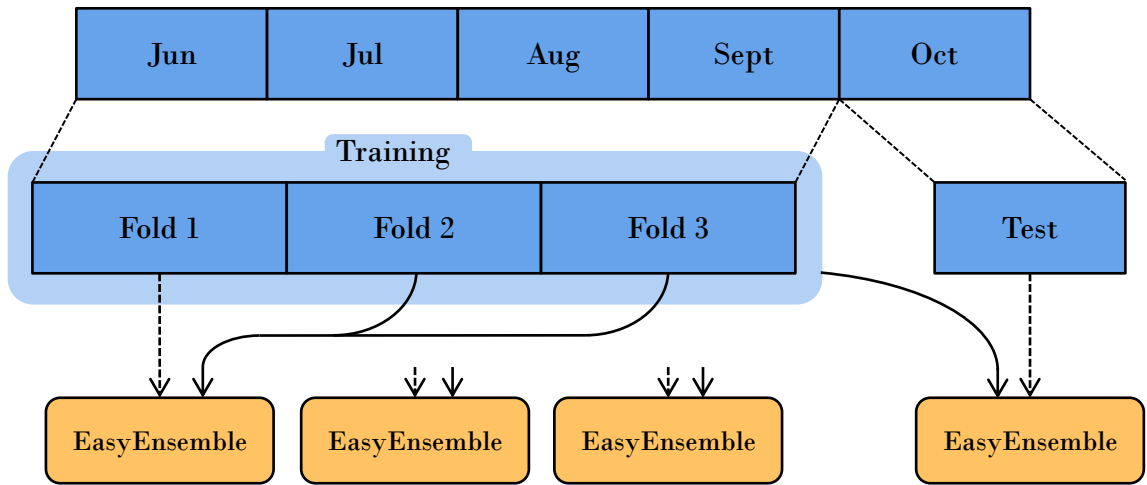 Jun
Jul
Aug
Sept
Oct
Training
Fold 1
Fold 2
Fold 3
Test
EasyEnsemble
EasyEnsemble
EasyEnsemble
EasyEnsemble